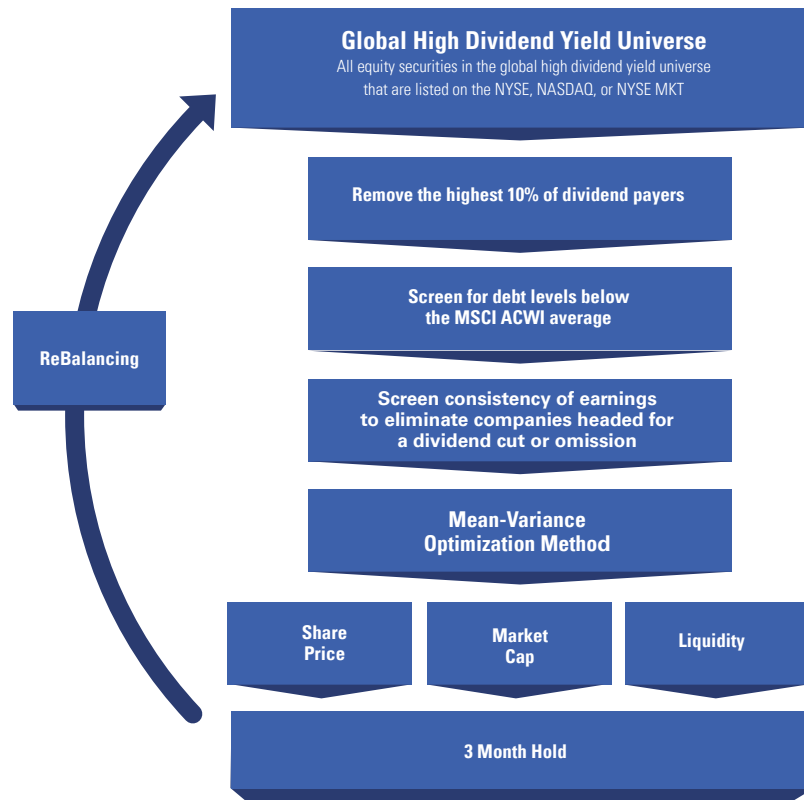 Global High Dividend Yield Universe
All equity securities in the global high dividend yield universe
that are listed on the NYSE, NASDAQ, or NYSE MKT
Remove the highest 10% of dividend payers
Screen for debt levels below
the MSCI ACWI average
ReBalancing
Screen consistency of earnings
to eliminate companies headed for
a dividend cut or omission
Mean-Variance
Optimization Method
Share
Price
Market
Cap
Liquidity
3 Month Hold